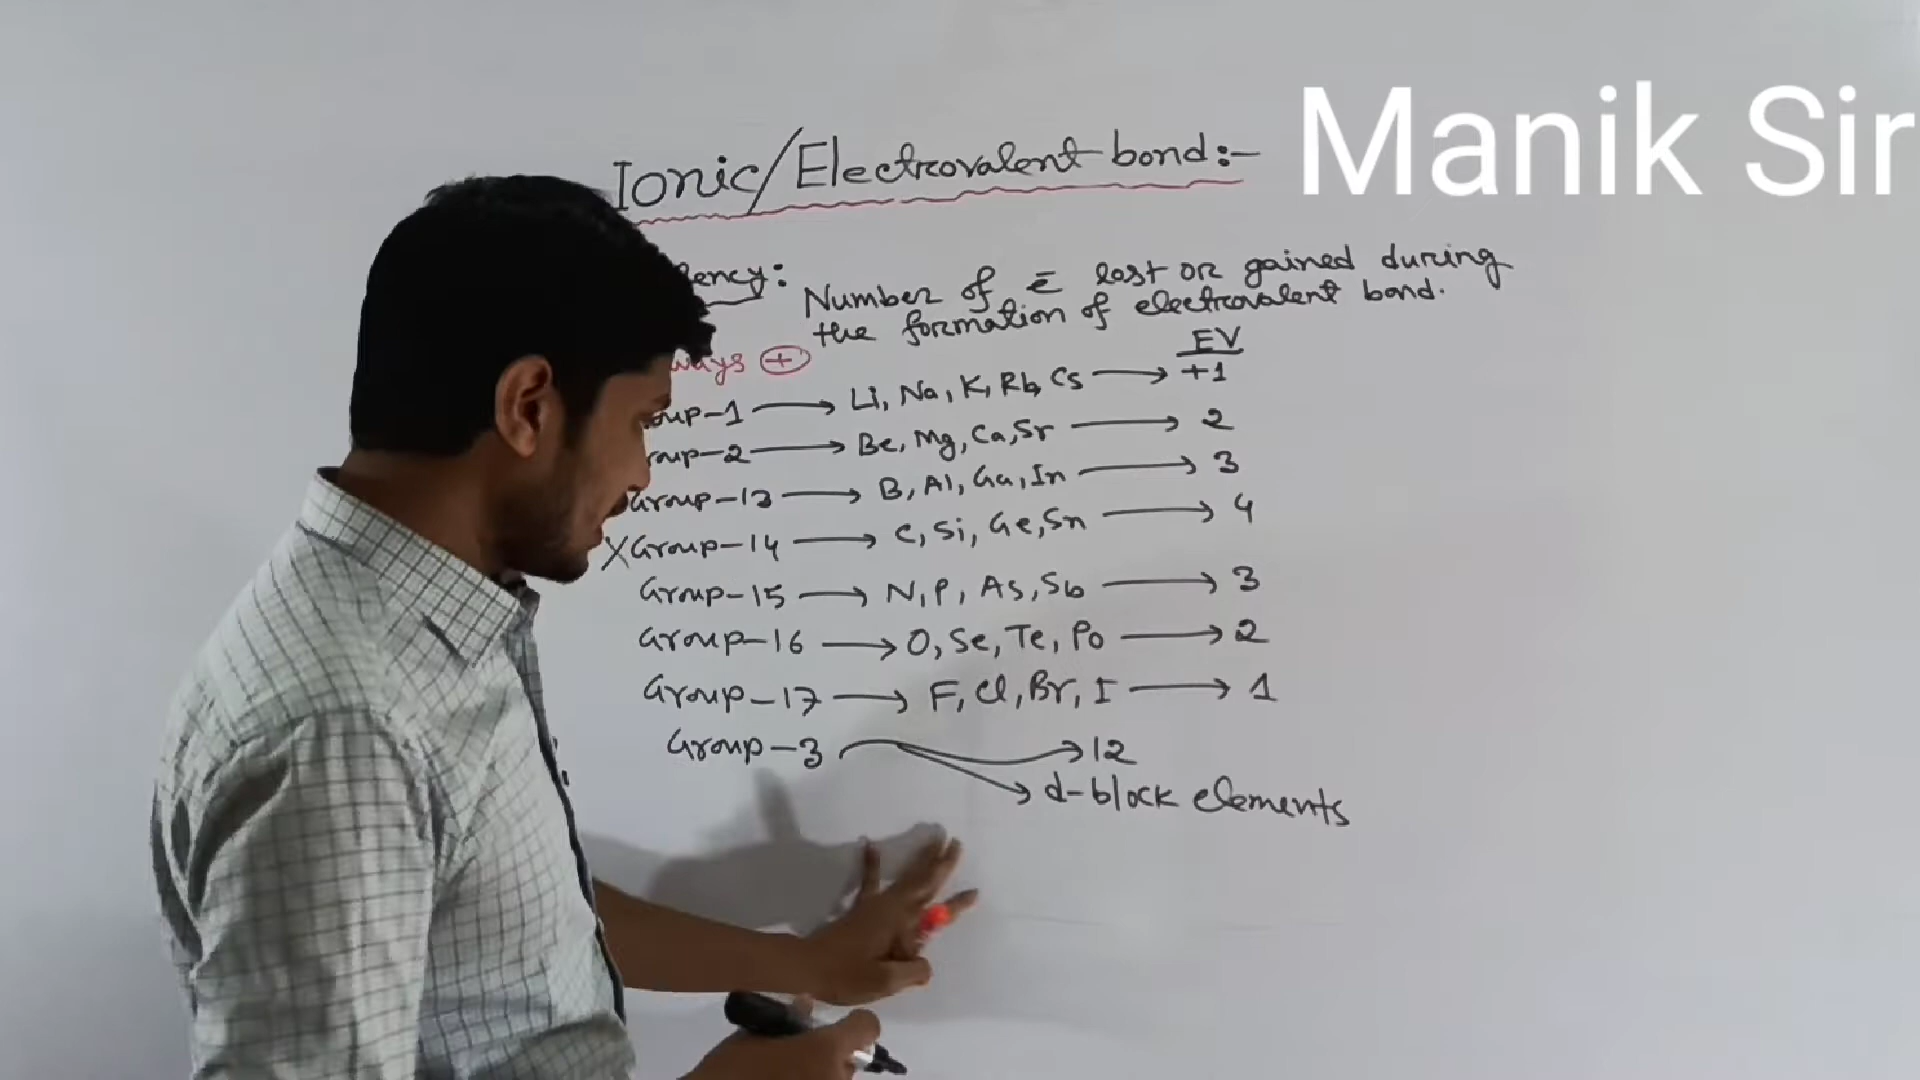 Manik Sir
Ionic/Electrovalent bond:-
Number of ē lost or gained during
the formation of electrovalent bond.
EV
+
Li, Na, K, Rb, Cs → +1
-2 → Be, Mg, Ca, Sr → 2
Group-13 → B, Al, Ga, In → 3
X Group-14 → C, Si, Ge, Sn → 4
Group-15 → N, P, As, Sb → 3
Group-16 → O, Se, Te, Po → 2
Group-17 → F, Cl, Br, I → 1
Group-3 → 12
→ d-block elements